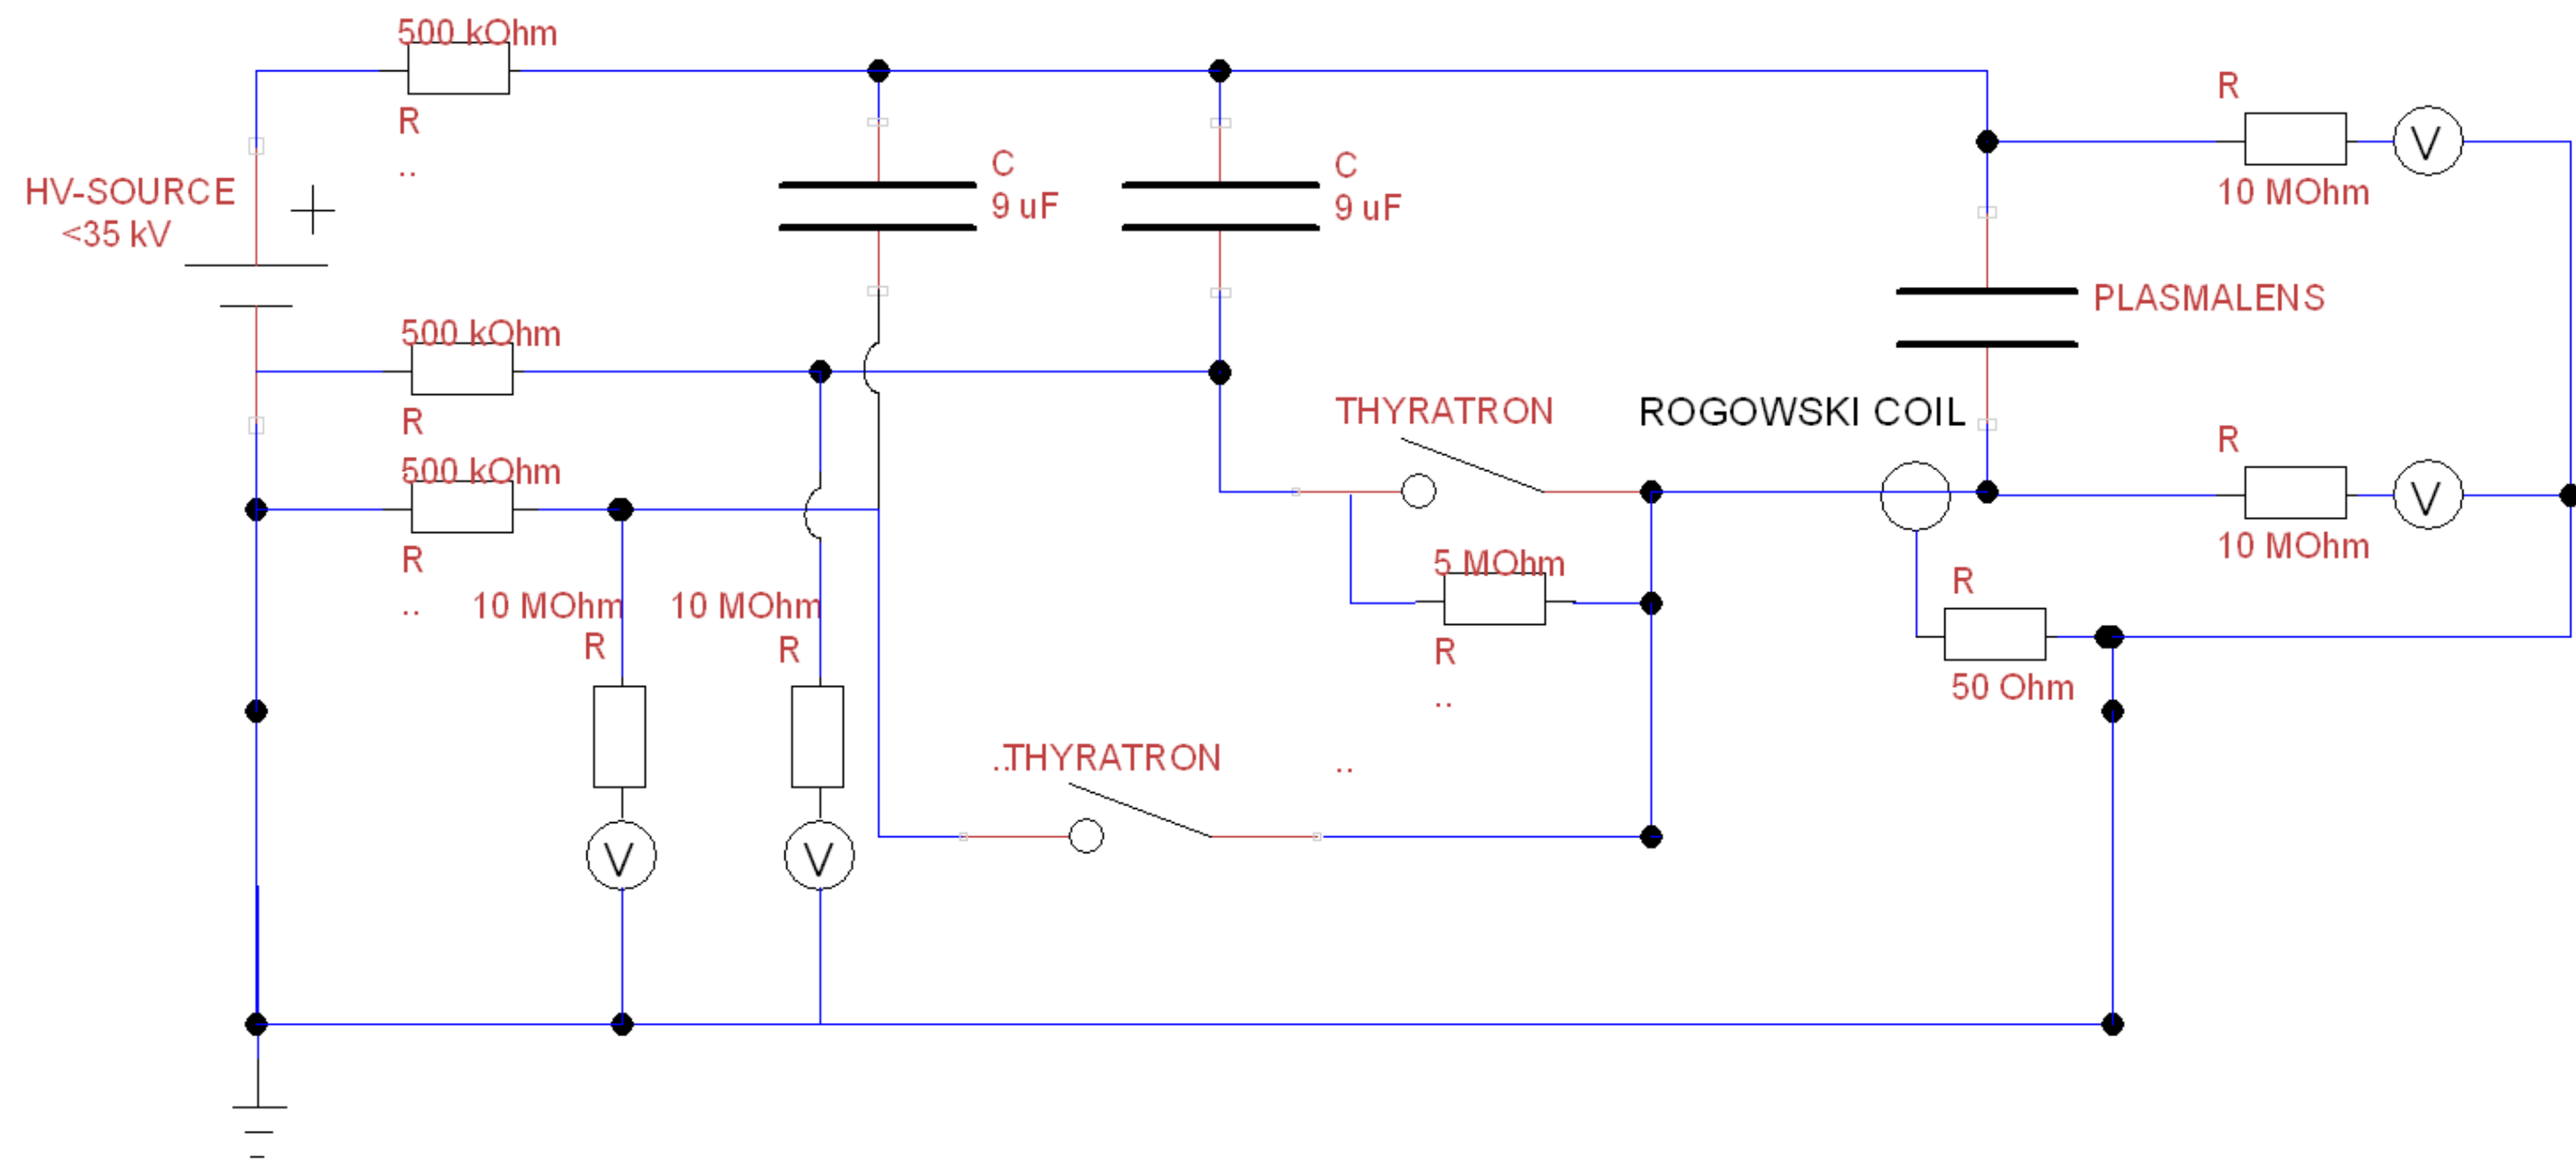 500 kOhm
R
..
HV-SOURCE
<35 kV
C
9 uF
C
9 uF
R
V
10 MOhm
PLASMALENS
500 kOhm
R
THYRATRON
ROGOWSKI COIL
R
V
10 MOhm
500 kOhm
R
..
10 MOhm
R
10 MOhm
R
5 MOhm
R
..
R
50 Ohm
..THYRATRON
..
V
V